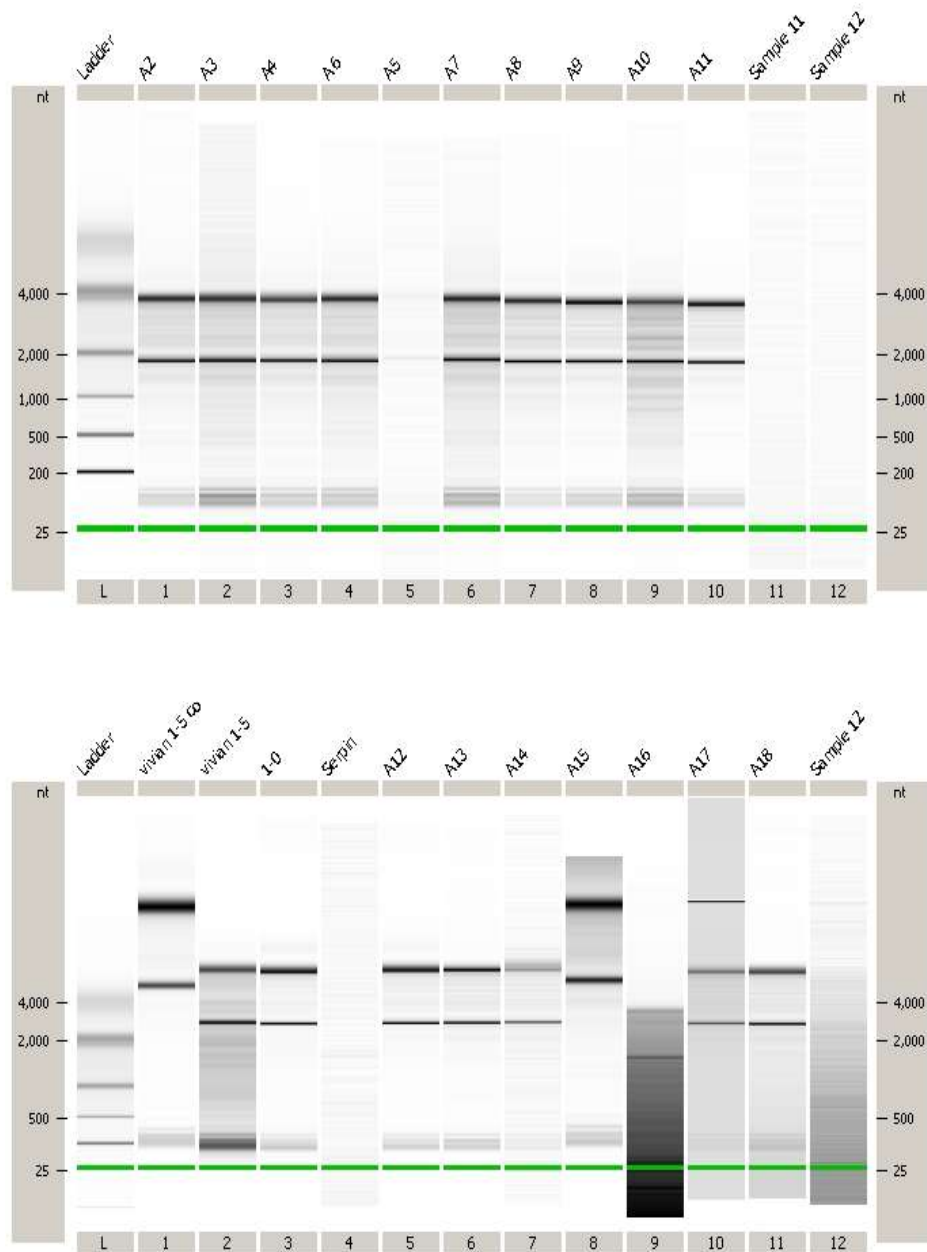 Ladder A2 A3 A4 A6 A5 A7 A8 A9 A10 A11 Sample 11 Sample 12
nt nt
4,000 4,000
2,000 2,000
1,000 1,000
500 500
200 200
25 25
L 1 2 3 4 5 6 7 8 9 10 11 12
Ladder vivian 1-5 co vivian 1-5 1-0 Serpin A12 A13 A14 A15 A16 A17 A18 Sample 12
nt nt
4,000 4,000
2,000 2,000
500 500
25 25
L 1 2 3 4 5 6 7 8 9 10 11 12